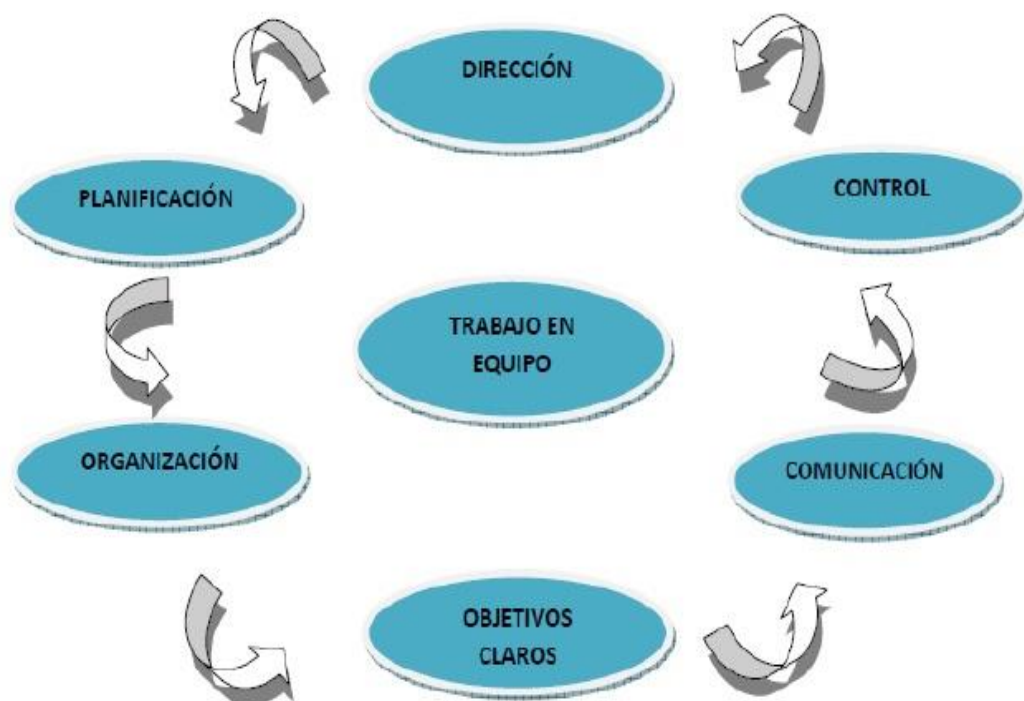 DIRECCIÓN
PLANIFICACIÓN
CONTROL
TRABAJO EN
EQUIPO
ORGANIZACIÓN
COMUNICACIÓN
OBJETIVOS
CLAROS